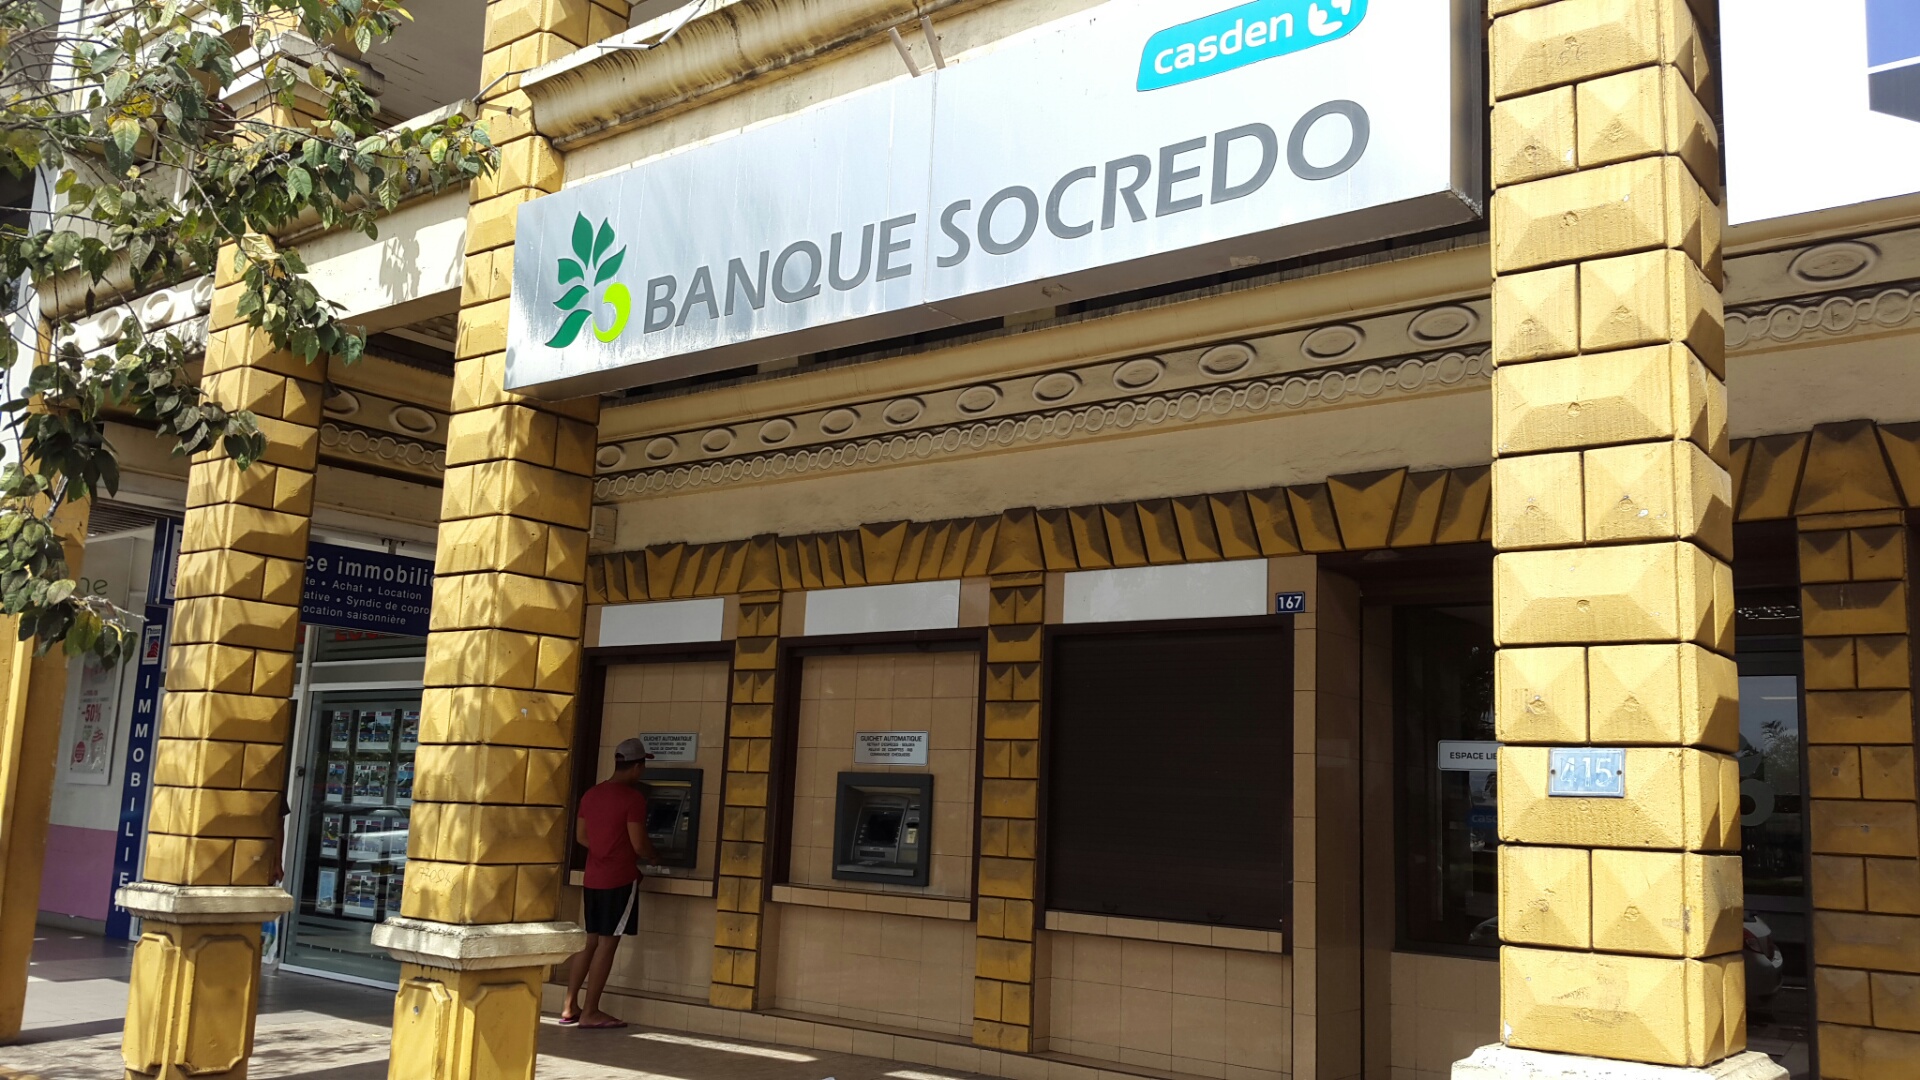 casden
BANQUE SOCREDO
ce immobili
te • Achat • Location
ative • Syndic de copro
ocation saisonnière
167
GUICHET AUTOMATIQUE
GUICHET AUTOMATIQUE
ESPACE LI
415
-50%
IMMOBILIER